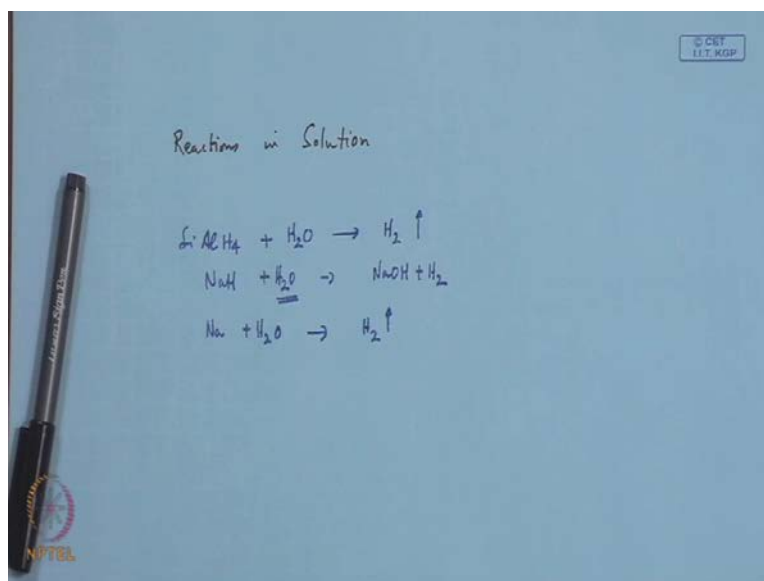 © CET
I.I.T. KGP
Reactions in Solution
LiAlH4 + H2O → H2 ↑
NaH + H2O → NaOH + H2
Na + H2O → H2 ↑
NPTEL